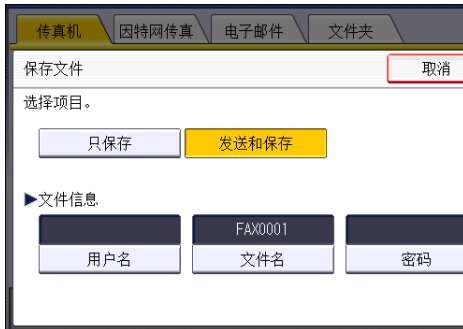 传真机 因特网传真 电子邮件 文件夹
保存文件 取消
选择项目。
只保存 发送和保存
▶文件信息
FAX0001
用户名 文件名 密码